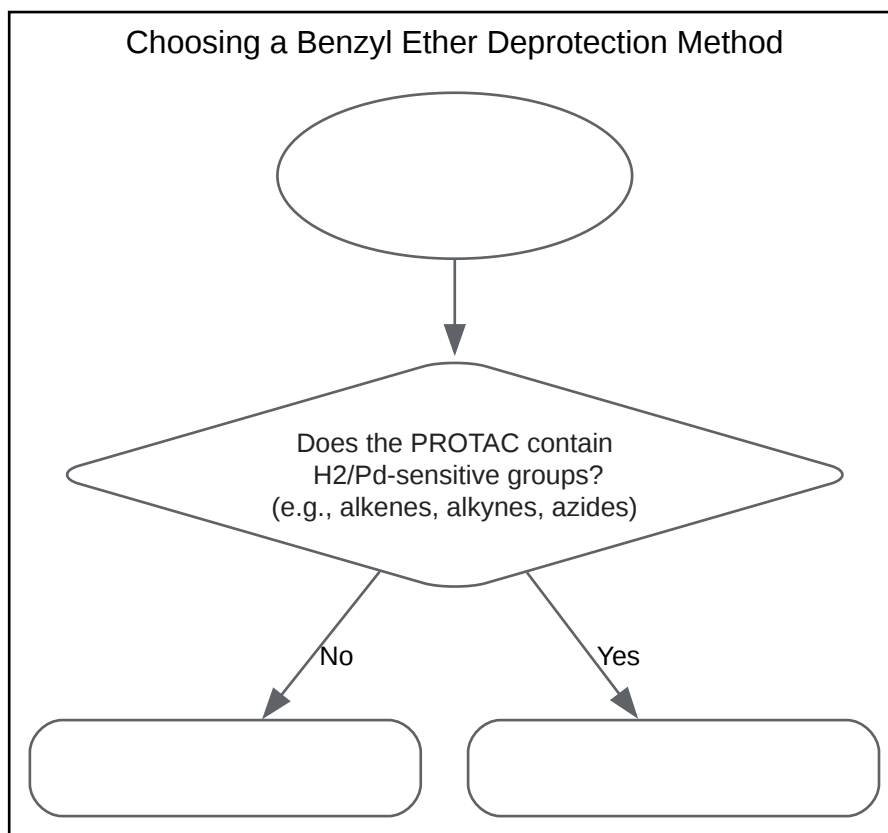 Choosing a Benzyl Ether Deprotection Method
Does the PROTAC contain
H2/Pd-sensitive groups?
(e.g., alkenes, alkynes, azides)
No
Yes